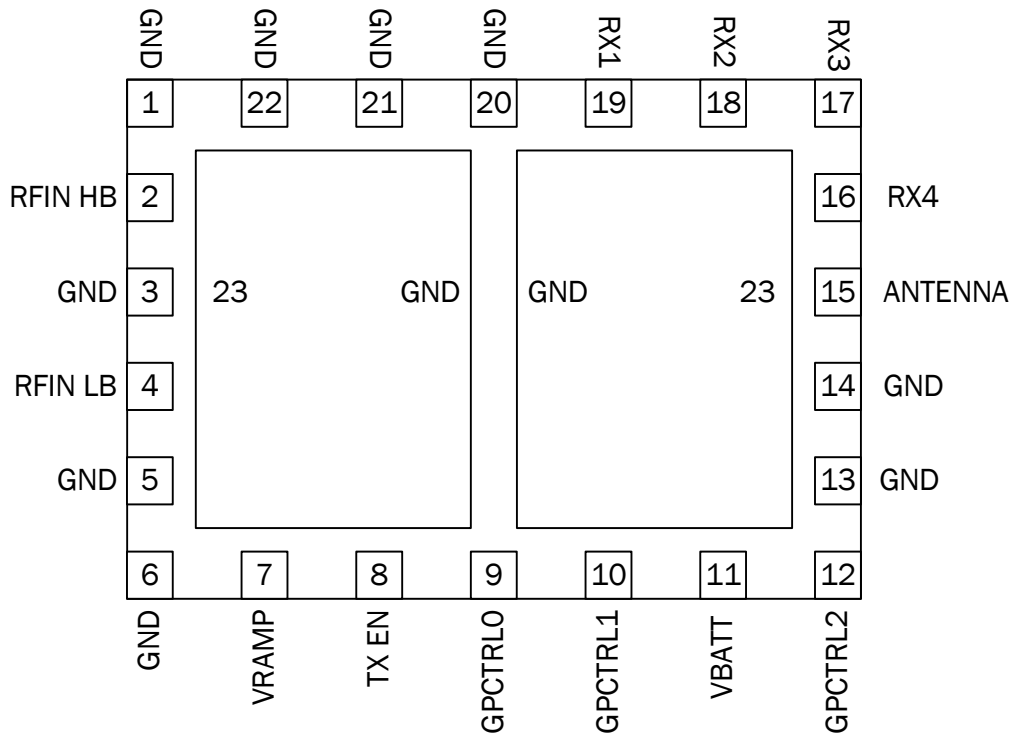 GND GND GND GND RX1 RX2 RX3
1 22 21 20 19 18 17
RFIN HB 2 16 RX4
GND 3 23 GND GND 23 15 ANTENNA
RFIN LB 4 14 GND
GND 5 13 GND
6 7 8 9 10 11 12
GND VRAMP TX EN GPCTRL0 GPCTRL1 VBATT GPCTRL2